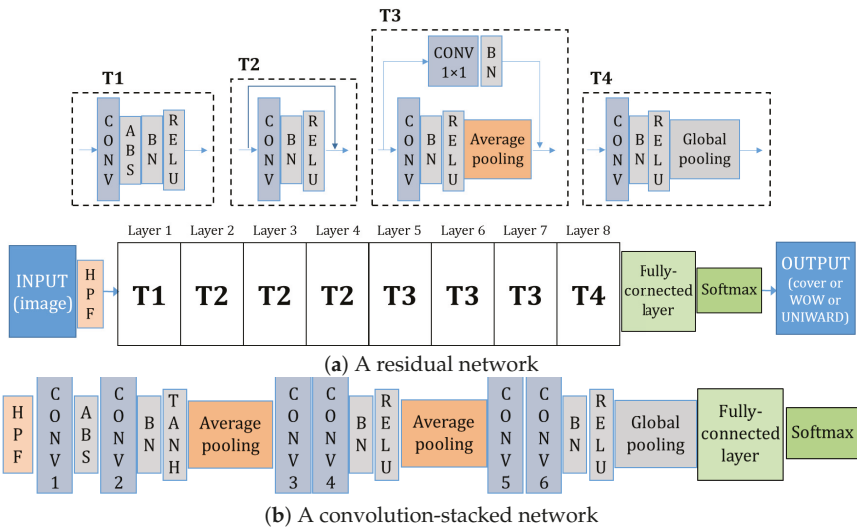 T1
CONV
ABS
BN
RELU
T2
CONV
BN
RELU
T3
CONV
1×1
BN
CONV
BN
RELU
Average
pooling
T4
CONV
BN
RELU
Global
pooling
Layer 1 Layer 2 Layer 3 Layer 4 Layer 5 Layer 6 Layer 7 Layer 8
INPUT
(image)
HPF
T1 T2 T2 T2 T3 T3 T3 T4
Fully-
connected
layer
Softmax
OUTPUT
(cover or
WOW or
UNIWARD)
(a) A residual network
HPF
CONV1
ABS
CONV2
BN
TANH
Average
pooling
CONV3
CONV4
BN
RELU
Average
pooling
CONV5
CONV6
BN
RELU
Global
pooling
Fully-
connected
layer
Softmax
(b) A convolution-stacked network